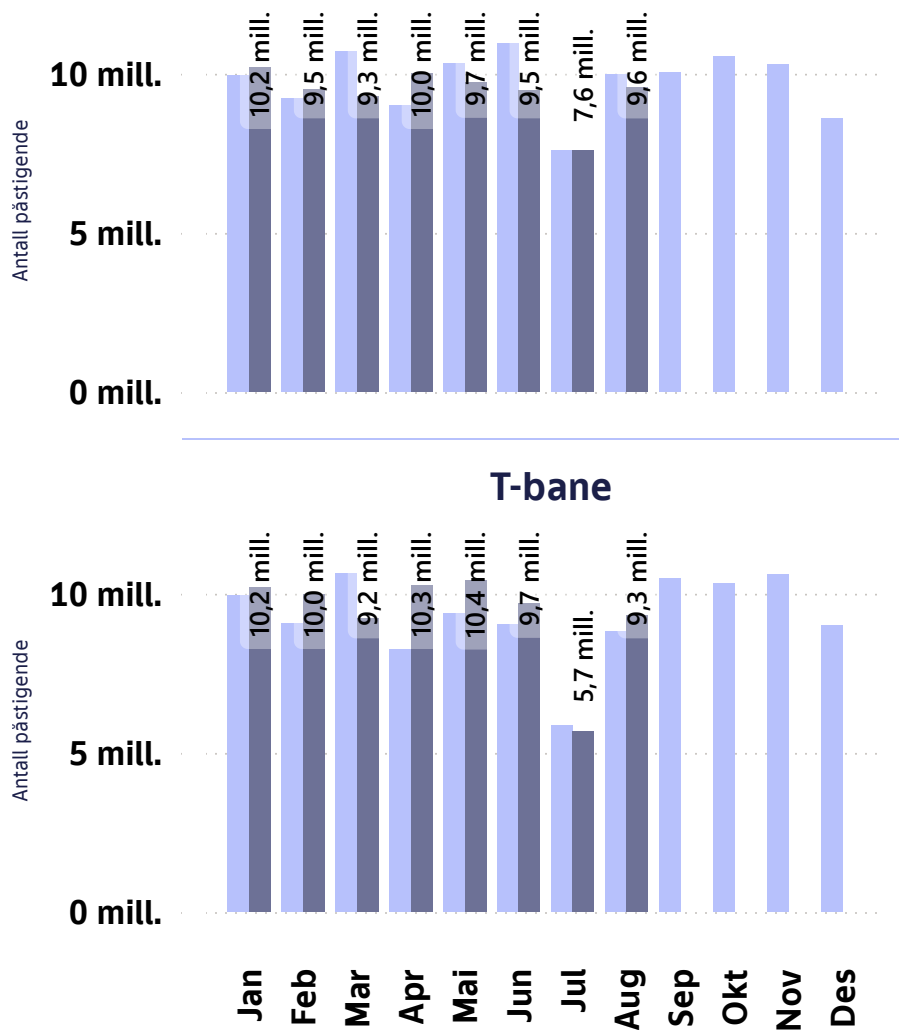 10,2 mill.
9,5 mill.
9,3 mill.
10,0 mill.
9,7 mill.
9,5 mill.
7,6 mill.
9,6 mill.
10 mill.
5 mill.
0 mill.
Antall påstigende
T-bane
10,2 mill.
10,0 mill.
9,2 mill.
10,3 mill.
10,4 mill.
9,7 mill.
5,7 mill.
9,3 mill.
10 mill.
5 mill.
0 mill.
Antall påstigende
Jan
Feb
Mar
Apr
Mai
Jun
Jul
Aug
Sep
Okt
Nov
Des